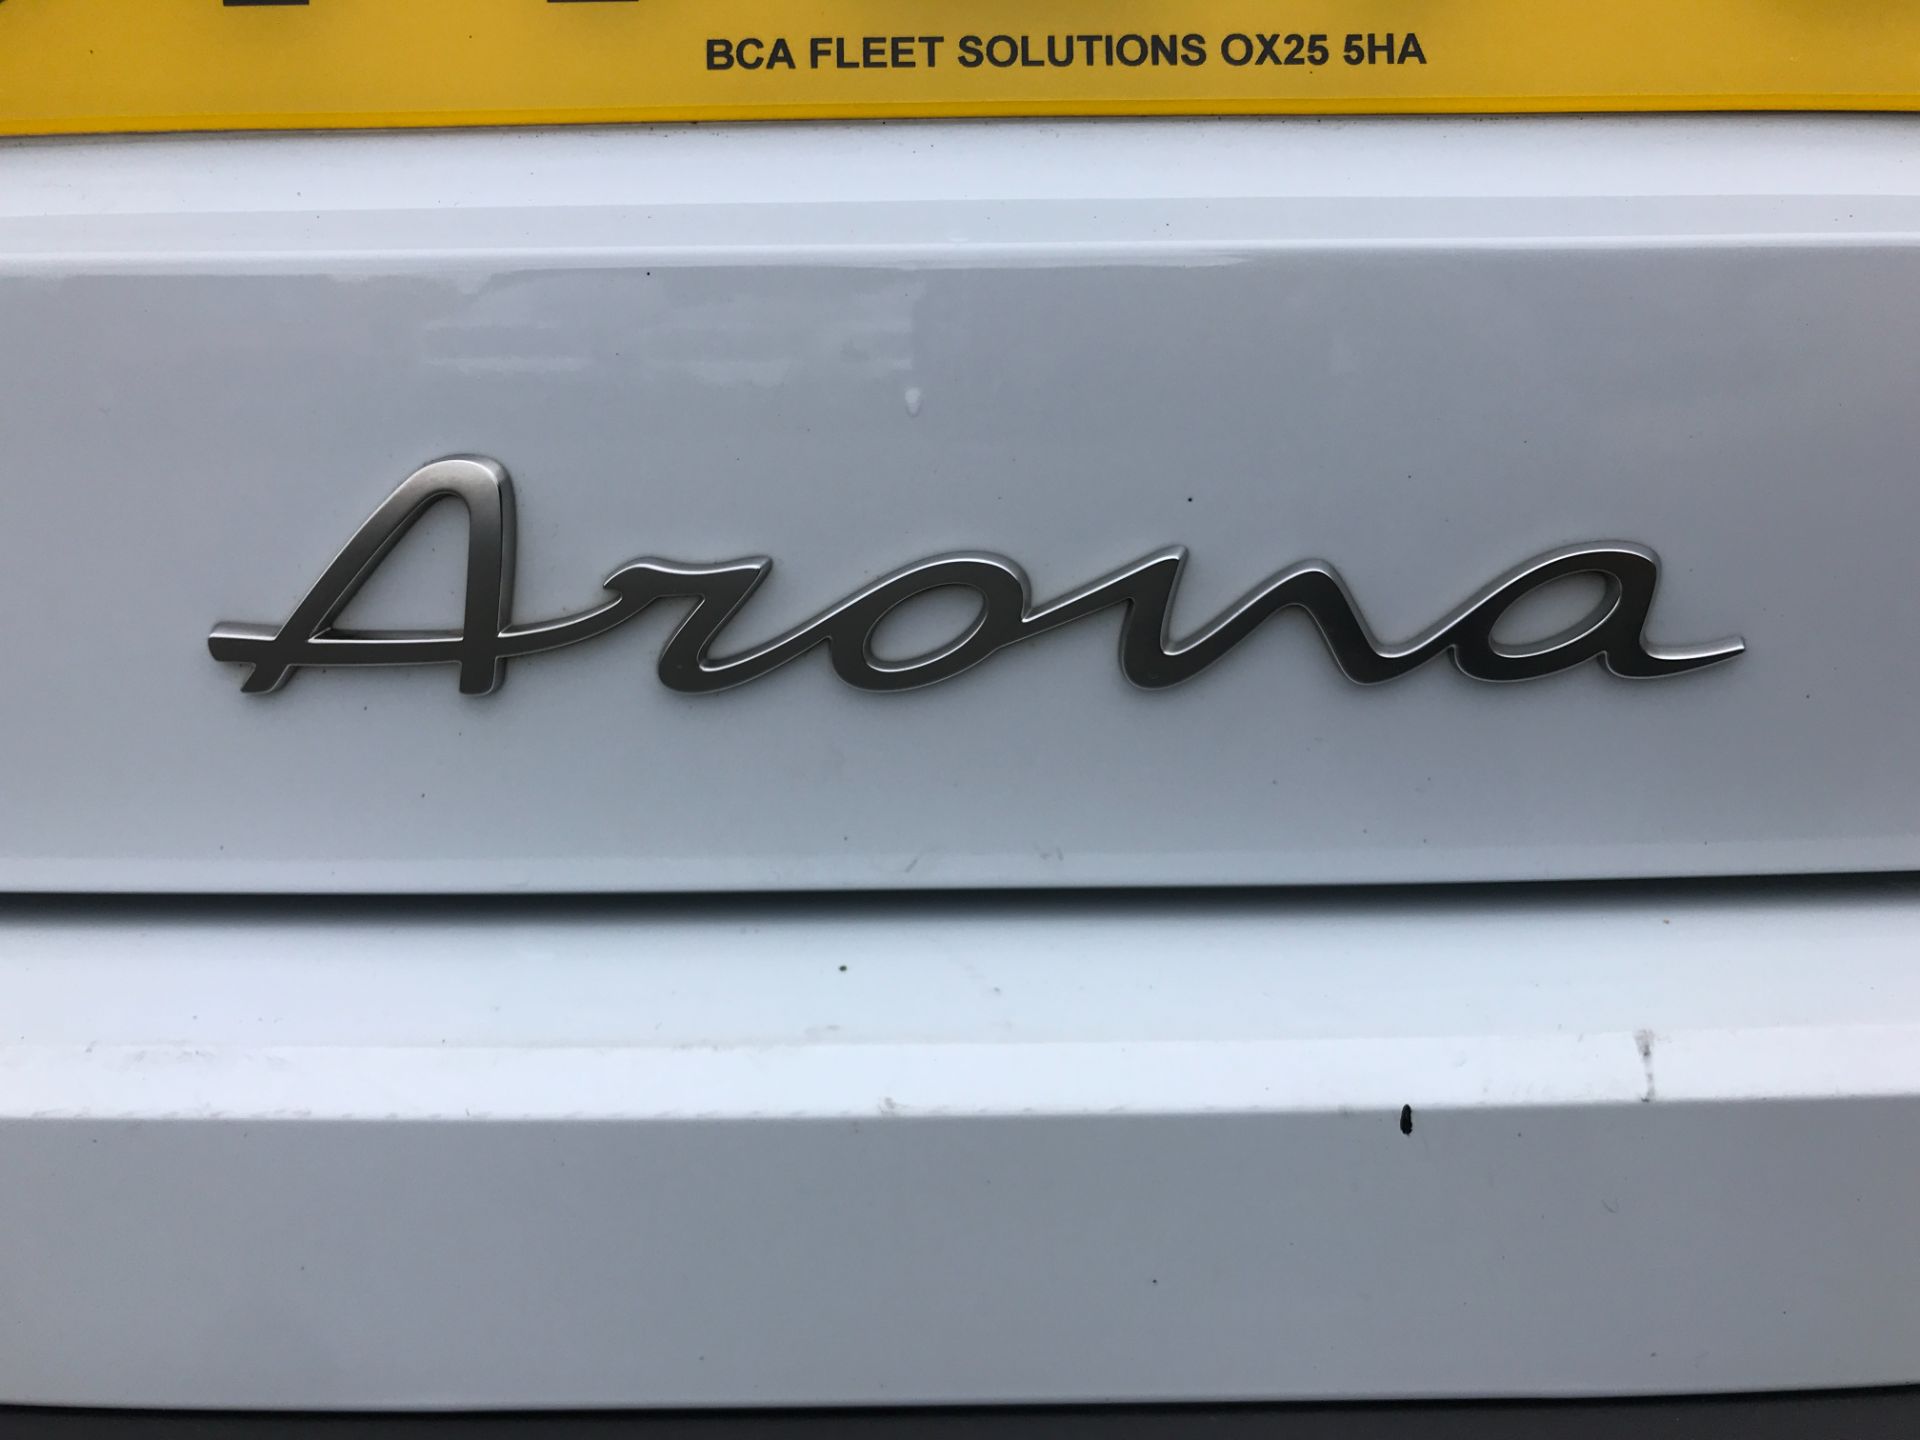 BCA FLEET SOLUTIONS OX25 5HA
Arona